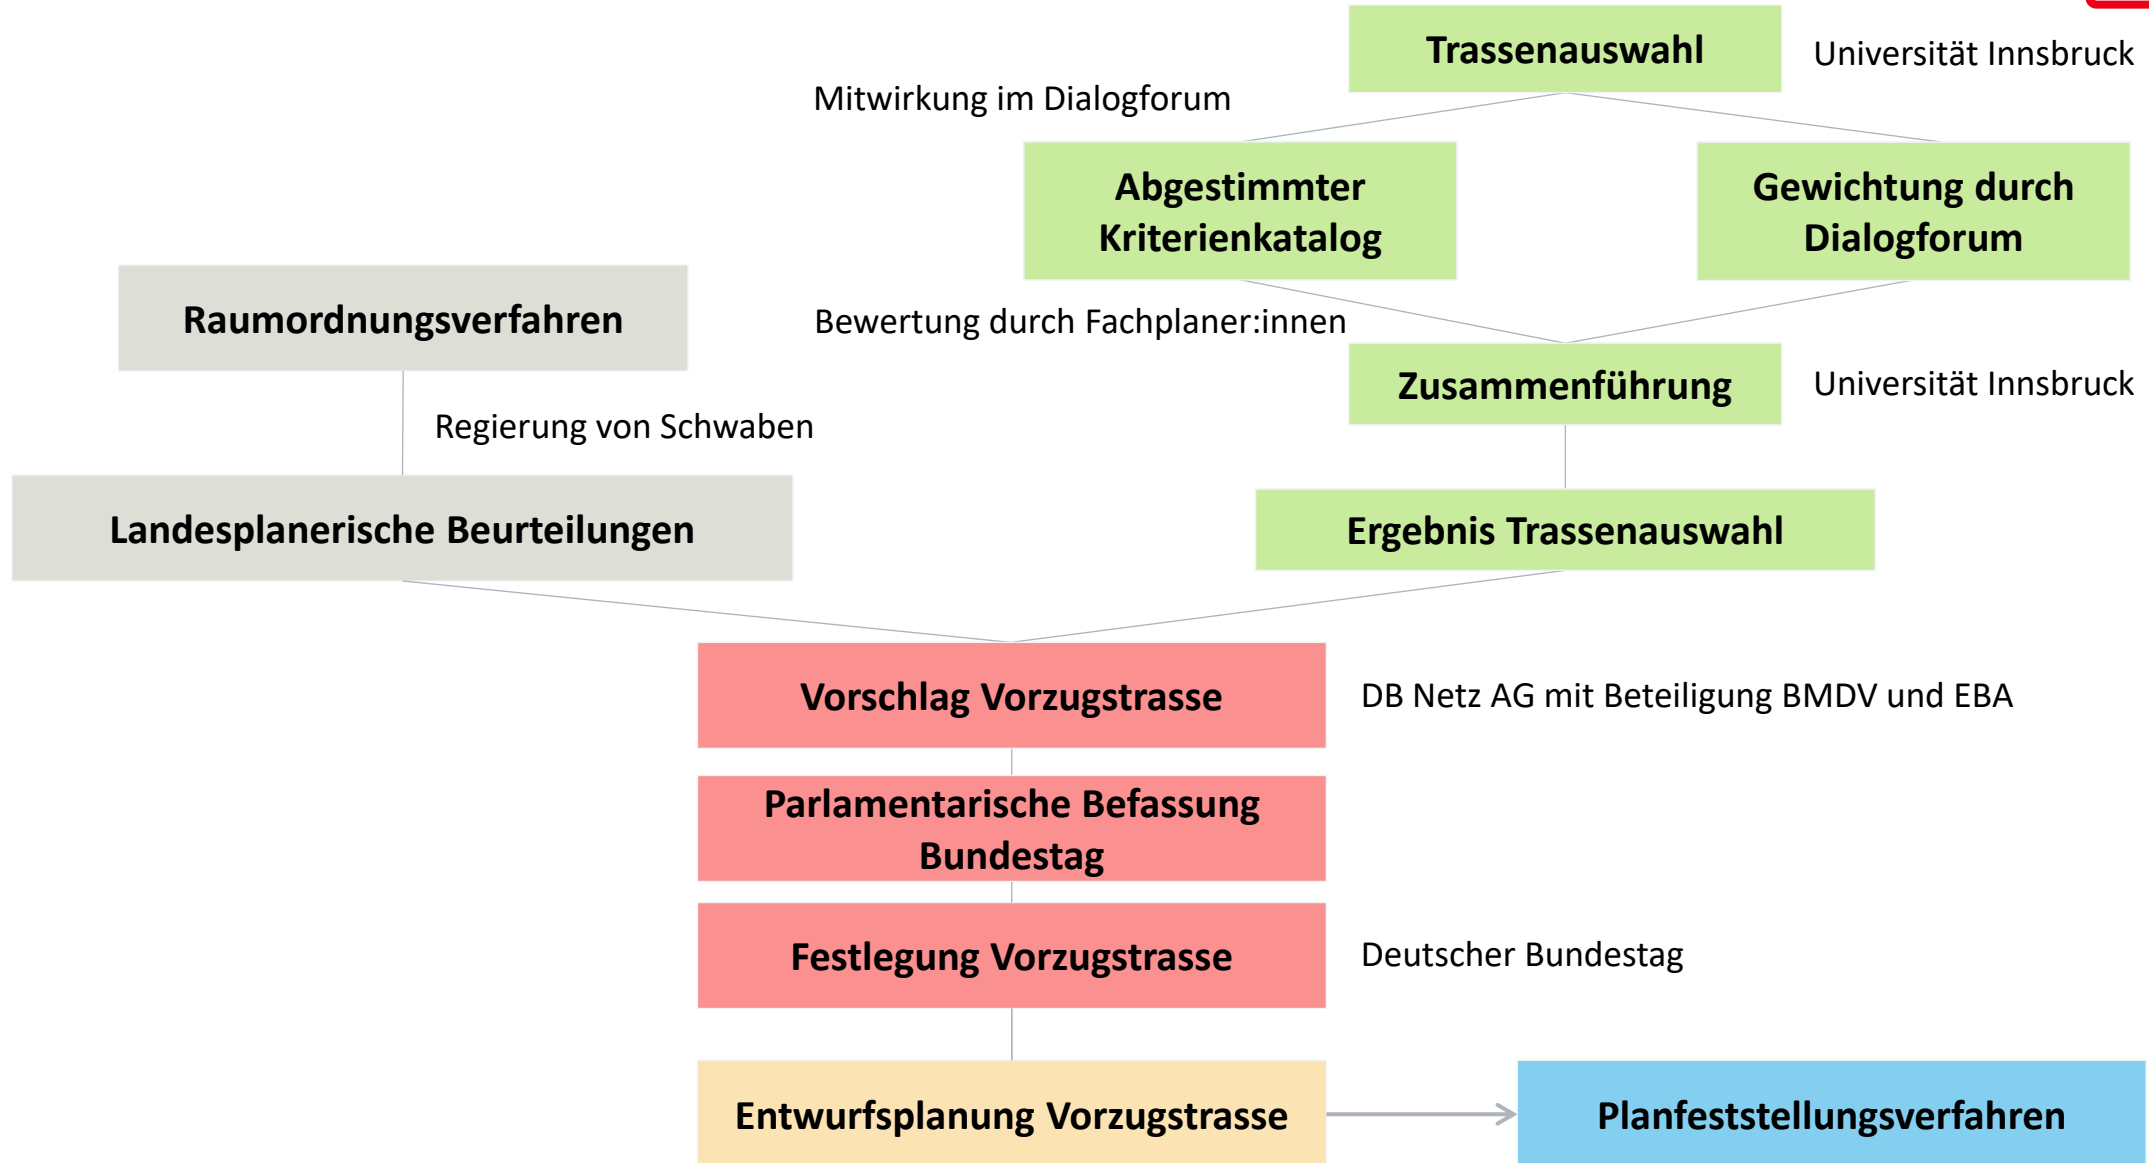 Trassenauswahl
Universität Innsbruck
Mitwirkung im Dialogforum
Abgestimmter
Kriterienkatalog
Gewichtung durch
Dialogforum
Raumordnungsverfahren
Bewertung durch Fachplaner:innen
Zusammenführung
Universität Innsbruck
Regierung von Schwaben
Landesplanerische Beurteilungen
Ergebnis Trassenauswahl
Vorschlag Vorzugstrasse
DB Netz AG mit Beteiligung BMDV und EBA
Parlamentarische Befassung
Bundestag
Festlegung Vorzugstrasse
Deutscher Bundestag
Entwurfsplanung Vorzugstrasse
Planfeststellungsverfahren